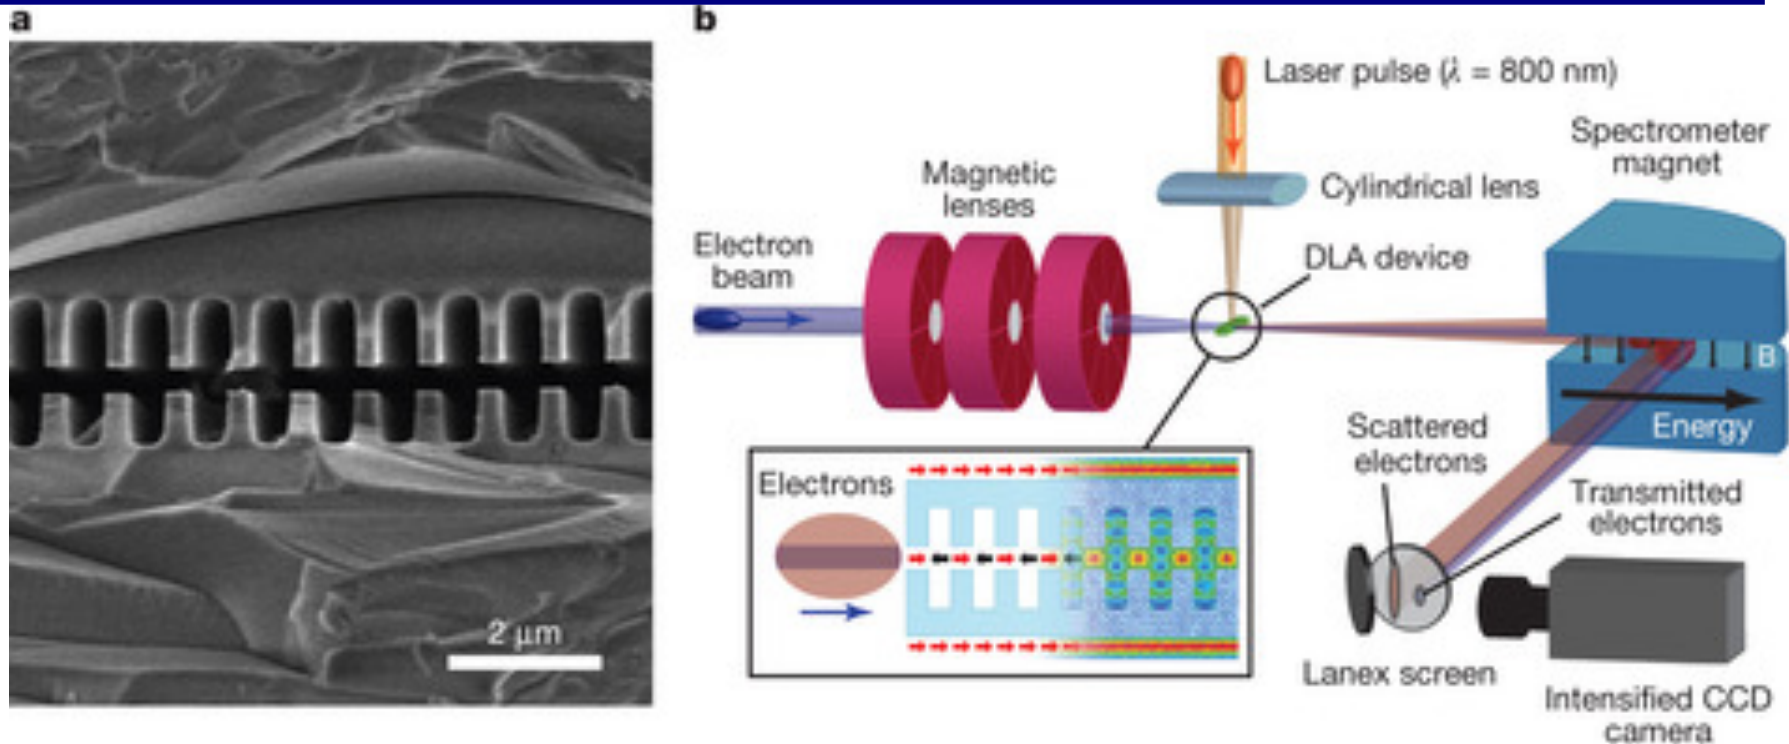 a
2 μm
b
Laser pulse (λ = 800 nm)
Spectrometer
magnet
Magnetic
lenses
Cylindrical lens
Electron
beam
DLA device
B
Energy
Scattered
electrons
Electrons
Transmitted
electrons
Lanex screen
Intensified CCD
camera